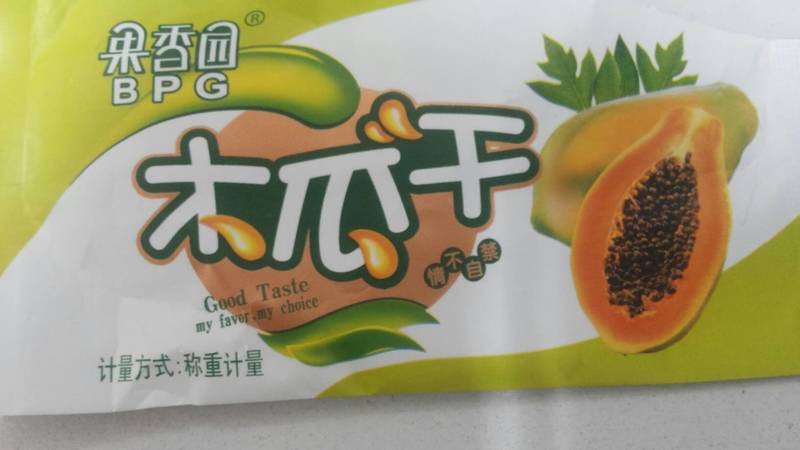 果香园®
BPG
木瓜干
情不自禁
Good Taste
my favor.my choice
计量方式:称重计量